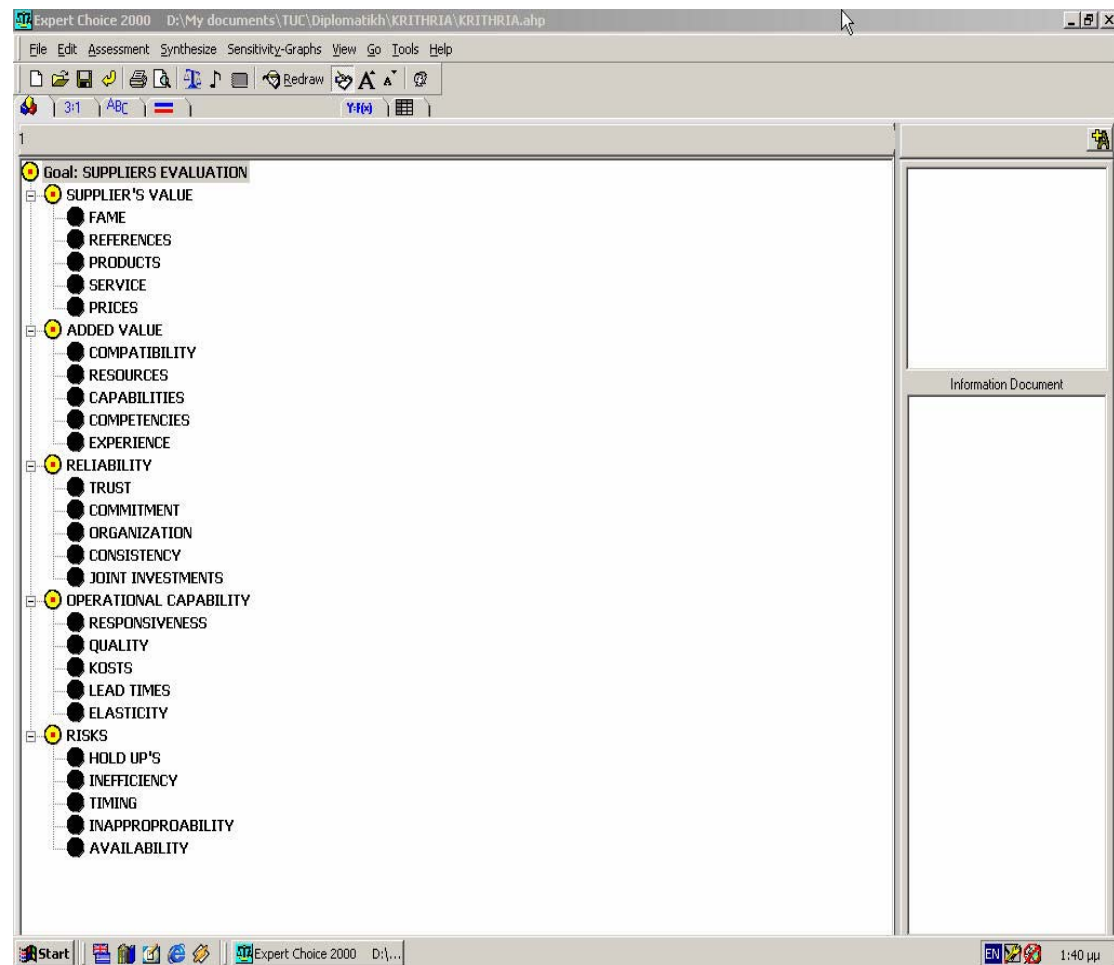 Expert Choice 2000 D:\My documents\TUC\Diplomatikh\KRITHRIA\KRITHRIA.ahp
File Edit Assessment Synthesize Sensitivity-Graphs View Go Tools Help
Redraw A A
3:1 ABC Y=F(x)
1 1
Goal: SUPPLIERS EVALUATION
SUPPLIER'S VALUE
FAME
REFERENCES
PRODUCTS
SERVICE
PRICES
ADDED VALUE
COMPATIBILITY
RESOURCES
CAPABILITIES
COMPETENCIES
EXPERIENCE
Information Document
RELIABILITY
TRUST
COMMITMENT
ORGANIZATION
CONSISTENCY
JOINT INVESTMENTS
OPERATIONAL CAPABILITY
RESPONSIVENESS
QUALITY
KOSTS
LEAD TIMES
ELASTICITY
RISKS
HOLD UP'S
INEFFICIENCY
TIMING
INAPPROPROABILITY
AVAILABILITY
Start Expert Choice 2000 D:\... EN 1:40 μμ